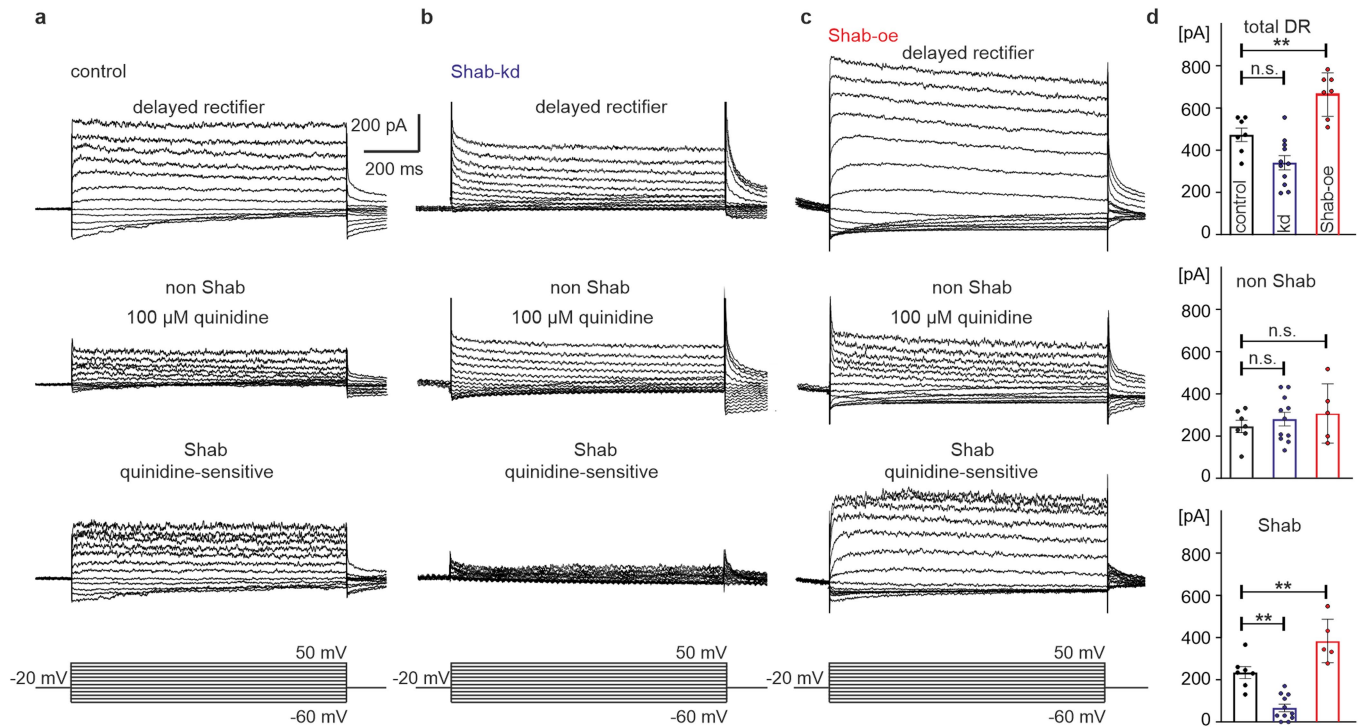 a
control
delayed rectifier
200 pA
200 ms
non Shab
100 µM quinidine
Shab
quinidine-sensitive
50 mV
-20 mV
-60 mV
b
Shab-kd
delayed rectifier
non Shab
100 µM quinidine
Shab
quinidine-sensitive
50 mV
-20 mV
-60 mV
c
Shab-oe
delayed rectifier
non Shab
100 µM quinidine
Shab
quinidine-sensitive
50 mV
-20 mV
-60 mV
d
[pA] total DR
**
n.s.
800
600
400
200
0
control
kd
Shab-oe
[pA] non Shab
n.s.
n.s.
800
600
400
200
0
[pA] Shab
**
**
800
600
400
200
0